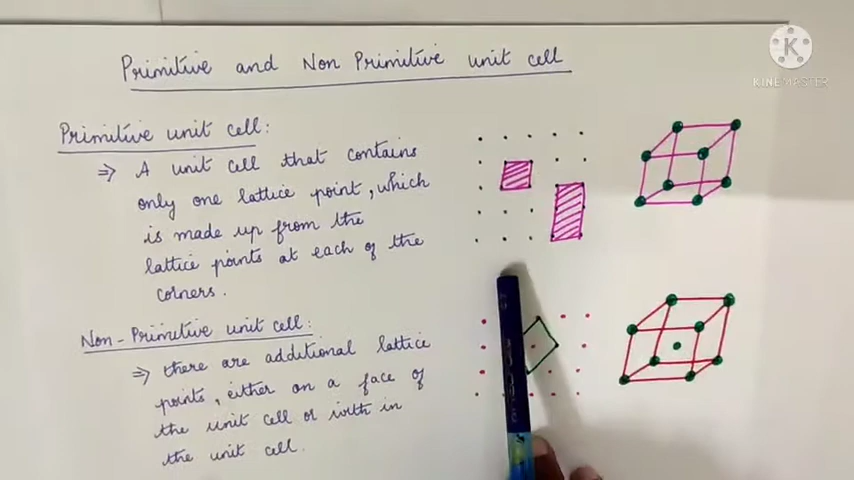 Primitive and Non Primitive unit cell
Primitive unit cell:
⇒ A unit cell that contains
only one lattice point, which
is made up from the
lattice points at each of the
corners.
Non-Primitive unit cell:
⇒ there are additional lattice
points, either on a face of
the unit cell or with in
the unit cell.
K
KINEMASTER